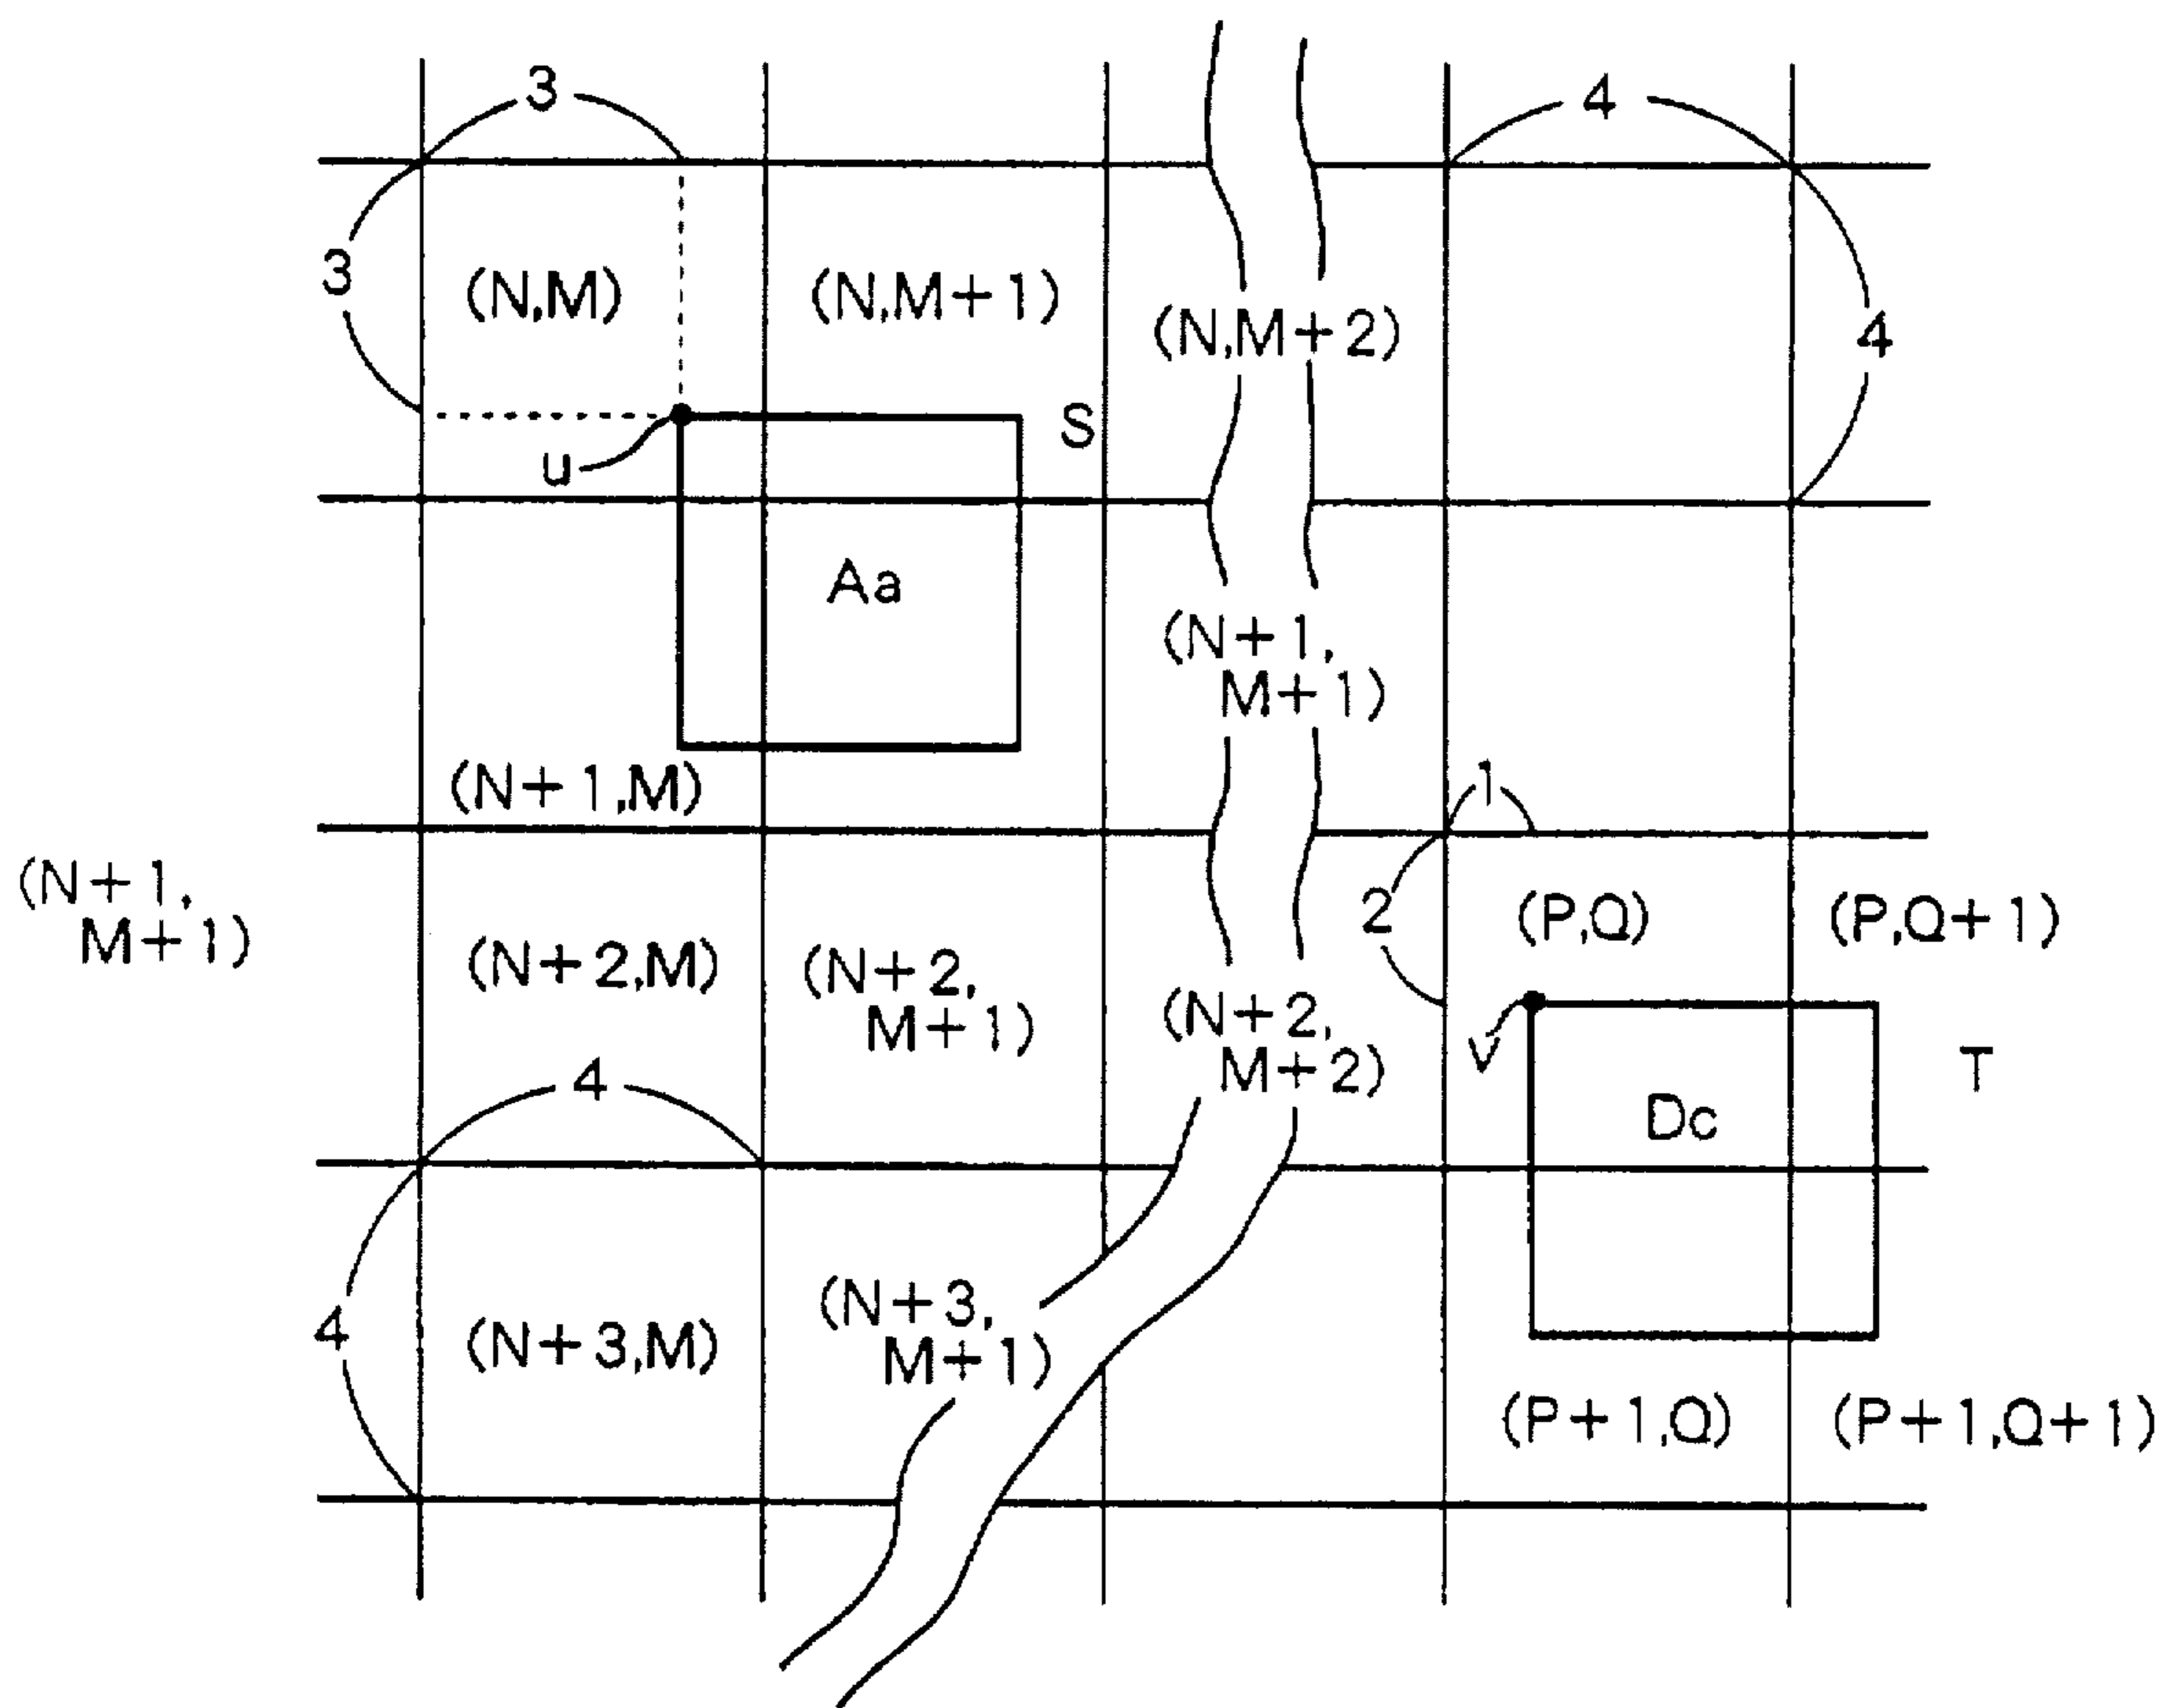 3
4
3
(N,M)
(N,M+1)
(N,M+2)
4
S
u
Aa
(N+1,
M+1)
(N+1,M)
1
(N+1,
M+1)
2
(P,Q)
(P,Q+1)
(N+2,M)
(N+2,
M+1)
(N+2,
M+2)
v
T
4
Dc
4
(N+3,M)
(N+3,
M+1)
(P+1,Q)
(P+1,Q+1)